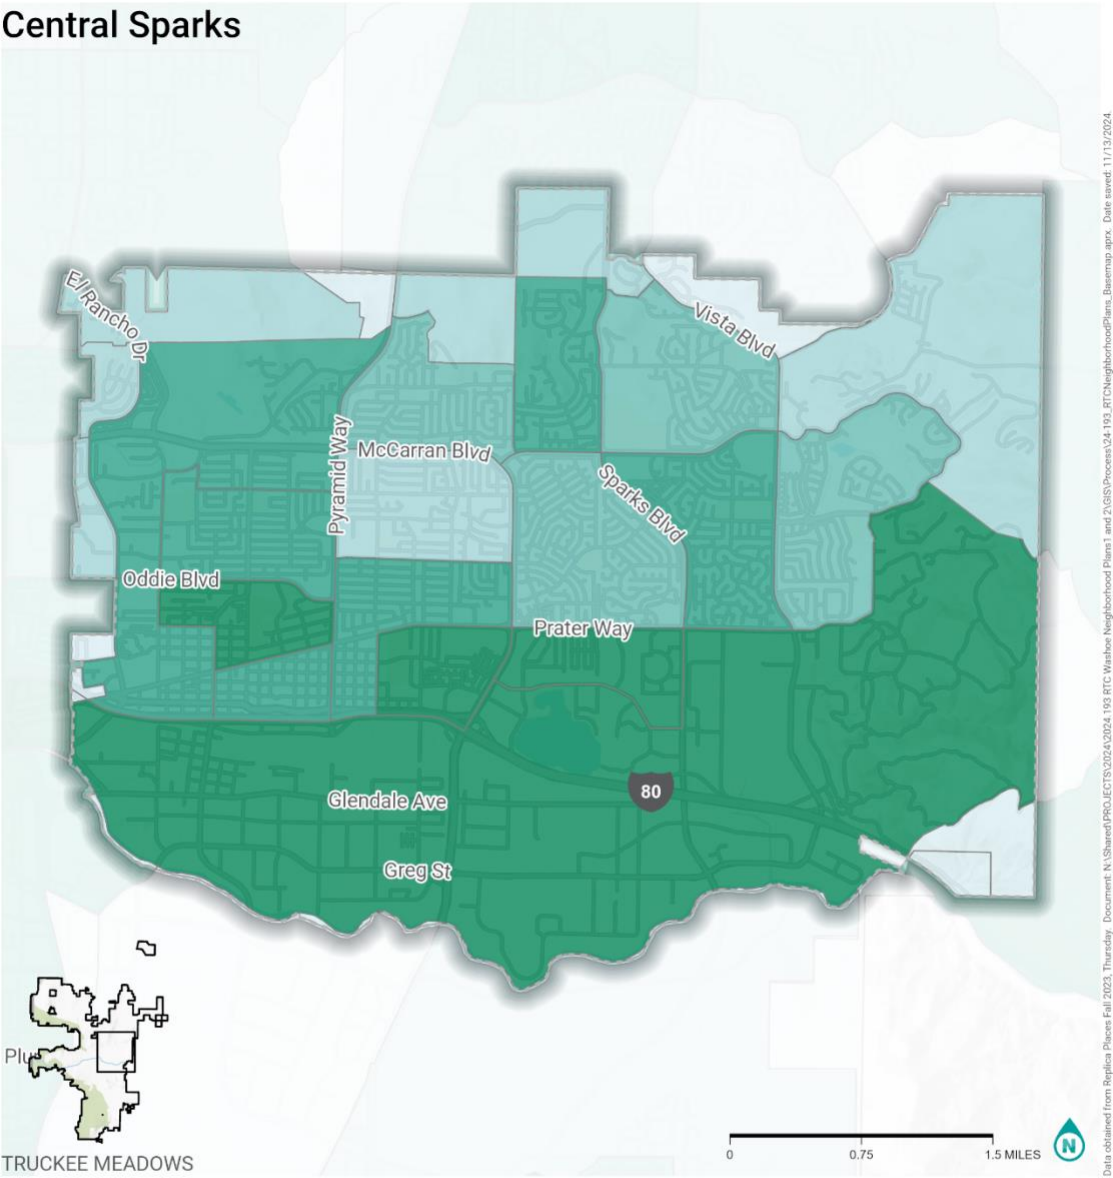 Central Sparks
El Rancho Dr
Vista Blvd
Pyramid Way
McCarran Blvd
Sparks Blvd
Oddie Blvd
Prater Way
80
Glendale Ave
Greg St
Plu
TRUCKEE MEADOWS
0 0.75 1.5 MILES
N
Data obtained from Replica Places Fall 2023, Thursday. Document: N:\Shared\PROJECTS\2024\2024.193 RTC Washoe Neighborhood Plans1 and 2\GIS\Process\24-193_RTCNeighborhoodPlans_Basemap.aprx. Date saved: 11/13/2024.